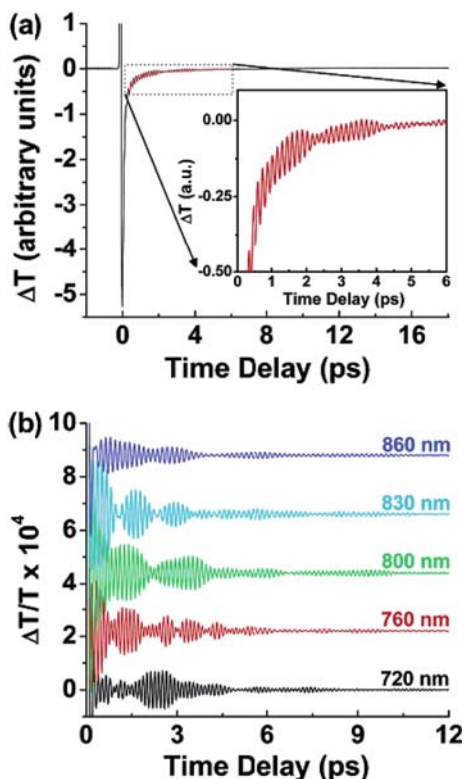 (a)
ΔT (arbitrary units)
0
-1
-2
-3
-4
-5
0 4 8 12 16
Time Delay (ps)
ΔT (a.u.)
0.00
-0.25
-0.50
0 1 2 3 4 5 6
Time Delay (ps)
(b)
ΔT/T x 10⁴
10
8
6
4
2
0
860 nm
830 nm
800 nm
760 nm
720 nm
0 3 6 9 12
Time Delay (ps)